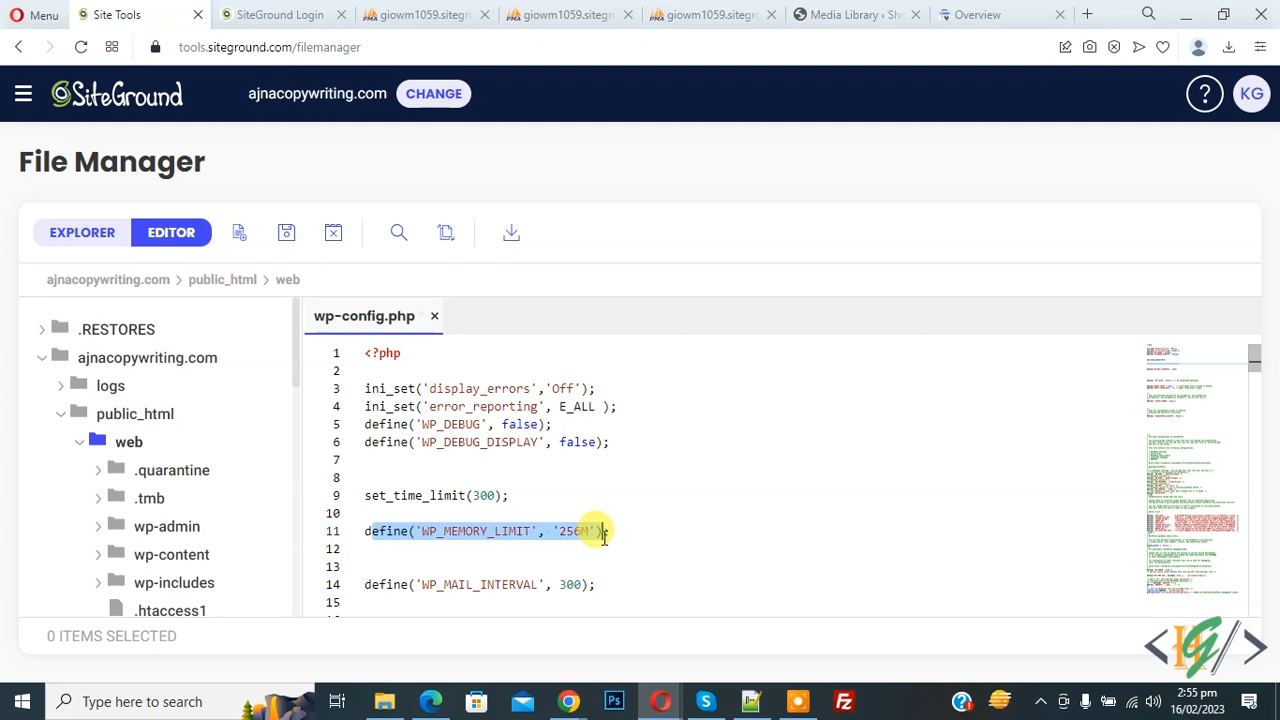 Menu
Site Tools
SiteGround Login
giowm1059.sitegr
giowm1059.sitegr
giowm1059.sitegr
Media Library ‹ She
Overview
tools.siteground.com/filemanager
SiteGround
ajnacopywriting.com
CHANGE
?
KG
File Manager
EXPLORER
EDITOR
ajnacopywriting.com > public_html > web
.RESTORES
ajnacopywriting.com
logs
public_html
web
.quarantine
.tmb
wp-admin
wp-content
wp-includes
.htaccess1
wp-config.php
1 <?php
2
3 ini_set('display_errors','Off');
4 ini_set('error_reporting', E_ALL );
5 define('WP_DEBUG', false);
6 define('WP_DEBUG_DISPLAY', false);
7
8
9 set_time_limit(308);
10
11 define('WP_MEMORY_LIMIT', '256M')
12
13
14 define('WP_MAIL_INTERVAL', 300);
15
0 ITEMS SELECTED
<HG/>
Type here to search
2:55 pm
16/02/2023